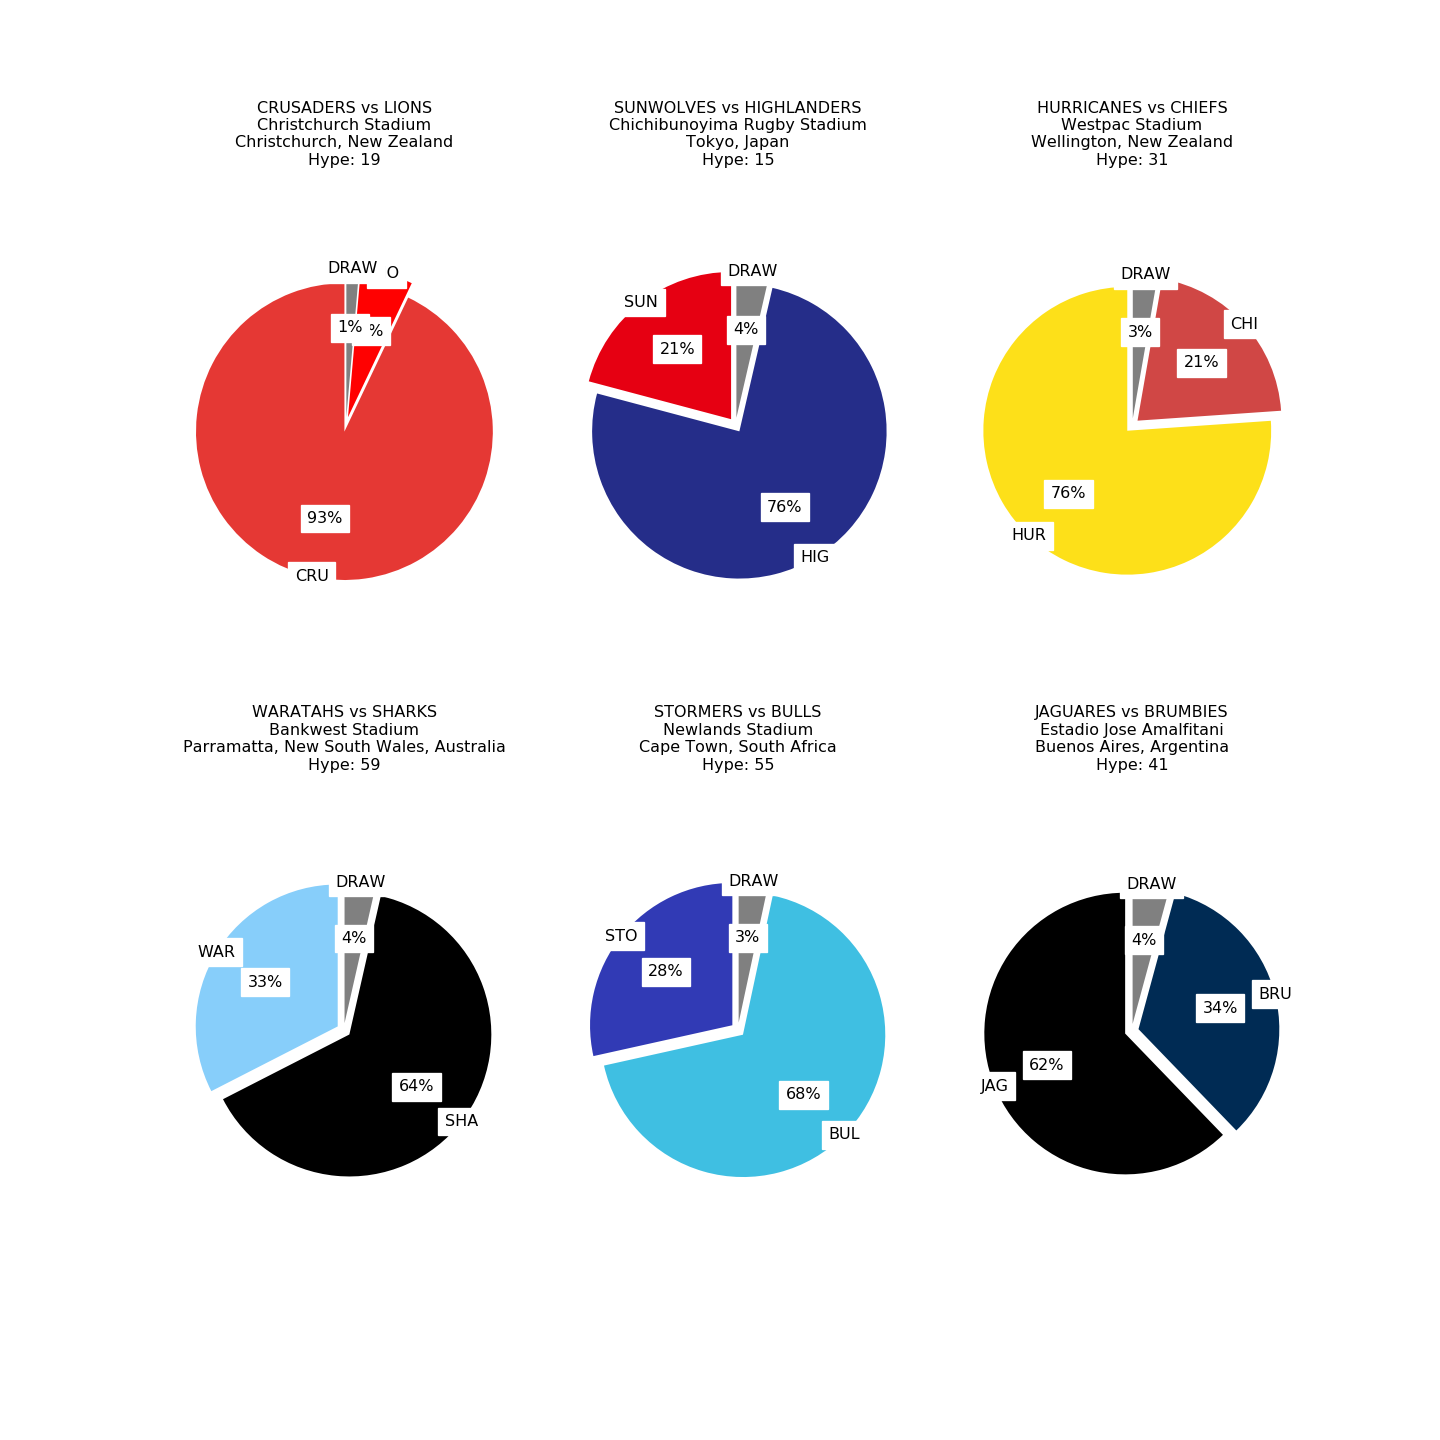 CRUSADERS vs LIONS
Christchurch Stadium
Christchurch, New Zealand
Hype: 19
DRAW
O
1%
%
93%
CRU
SUNWOLVES vs HIGHLANDERS
Chichibunoyima Rugby Stadium
Tokyo, Japan
Hype: 15
DRAW
SUN
4%
21%
76%
HIG
HURRICANES vs CHIEFS
Westpac Stadium
Wellington, New Zealand
Hype: 31
DRAW
CHI
3%
21%
76%
HUR
WARATAHS vs SHARKS
Bankwest Stadium
Parramatta, New South Wales, Australia
Hype: 59
DRAW
4%
WAR
33%
64%
SHA
STORMERS vs BULLS
Newlands Stadium
Cape Town, South Africa
Hype: 55
DRAW
STO
3%
28%
68%
BUL
JAGUARES vs BRUMBIES
Estadio Jose Amalfitani
Buenos Aires, Argentina
Hype: 41
DRAW
4%
BRU
34%
62%
JAG